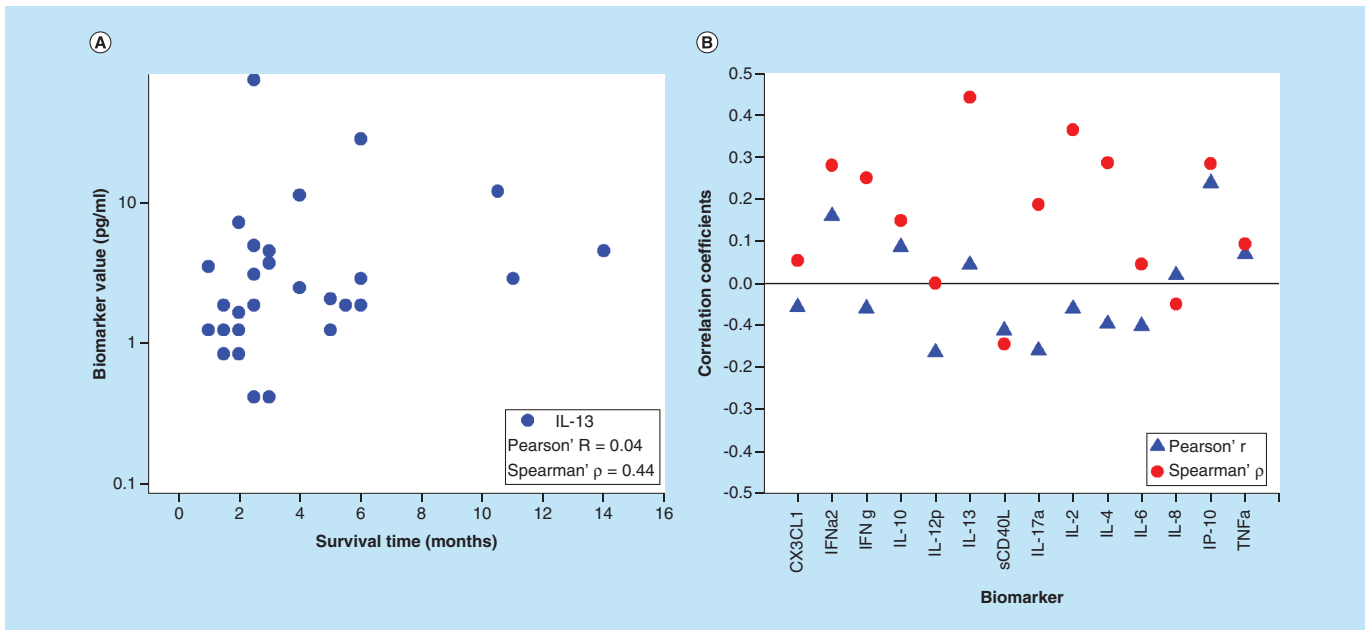 A
Biomarker value (pg/ml)
10
1
0.1
0 2 4 6 8 10 12 14 16
Survival time (months)
IL-13
Pearson' R = 0.04
Spearman' ρ = 0.44
B
Correlation coefficients
0.5
0.4
0.3
0.2
0.1
0.0
-0.4
-0.2
-0.3
-0.4
-0.5
Pearson' r
Spearman' ρ
CX3CL1
IFNa2
IFN g
IL-10
IL-12p
IL-13
sCD40L
IL-17a
IL-2
IL-4
IL-6
IL-8
IP-10
TNFa
Biomarker